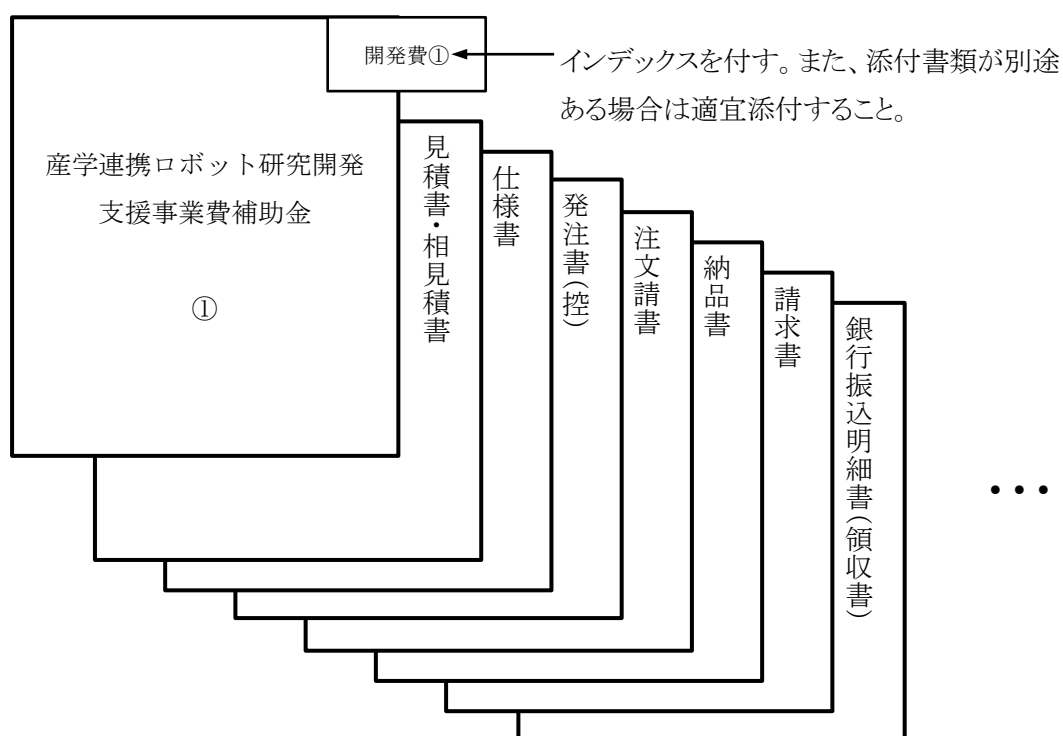 開発費①
インデックスを付す。また、添付書類が別途
ある場合は適宜添付すること。
産学連携ロボット研究開発
支援事業費補助金
①
見積書・相見積書
仕様書
発注書(控)
注文請書
納品書
請求書
銀行振込明細書(領収書)
・・・